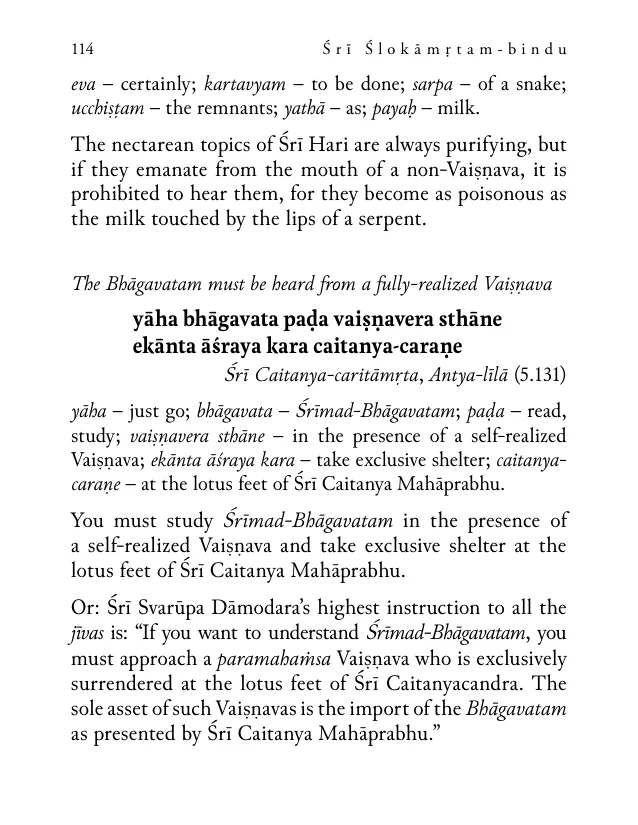 114
Śrī Ślokāmṛtam-bindu
eva – certainly; kartavyam – to be done; sarpa – of a snake;
ucchiṣṭam – the remnants; yathā – as; payaḥ – milk.
The nectarean topics of Śrī Hari are always purifying, but
if they emanate from the mouth of a non-Vaiṣṇava, it is
prohibited to hear them, for they become as poisonous as
the milk touched by the lips of a serpent.
The Bhāgavatam must be heard from a fully-realized Vaiṣṇava
yāha bhāgavata paḍa vaiṣṇavera sthāne
ekānta āśraya kara caitanya-caraṇe
Śrī Caitanya-caritāmṛta, Antya-līlā (5.131)
yāha – just go; bhāgavata – Śrīmad-Bhāgavatam; paḍa – read,
study; vaiṣṇavera sthāne – in the presence of a self-realized
Vaiṣṇava; ekānta āśraya kara – take exclusive shelter; caitanya-
caraṇe – at the lotus feet of Śrī Caitanya Mahāprabhu.
You must study Śrīmad-Bhāgavatam in the presence of
a self-realized Vaiṣṇava and take exclusive shelter at the
lotus feet of Śrī Caitanya Mahāprabhu.
Or: Śrī Svarūpa Dāmodara’s highest instruction to all the
jīvas is: “If you want to understand Śrīmad-Bhāgavatam, you
must approach a paramahaṁsa Vaiṣṇava who is exclusively
surrendered at the lotus feet of Śrī Caitanyacandra. The
sole asset of such Vaiṣṇavas is the import of the Bhāgavatam
as presented by Śrī Caitanya Mahāprabhu.”